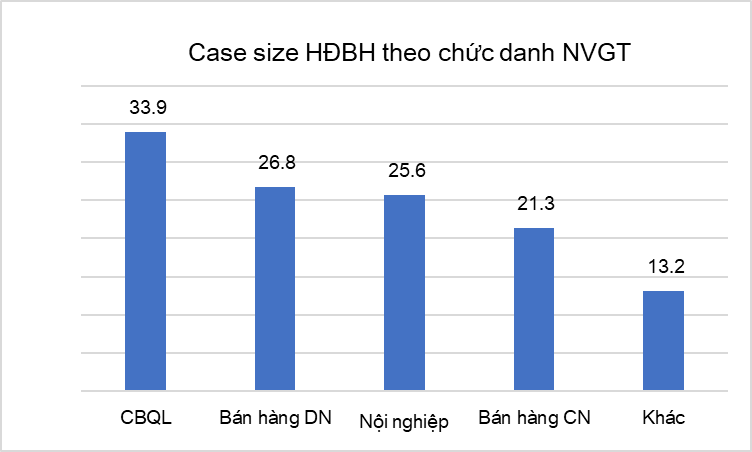 Case size HĐBH theo chức danh NVGT
33.9
26.8
25.6
21.3
13.2
CBQL
Bán hàng DN
Nội nghiệp
Bán hàng CN
Khác